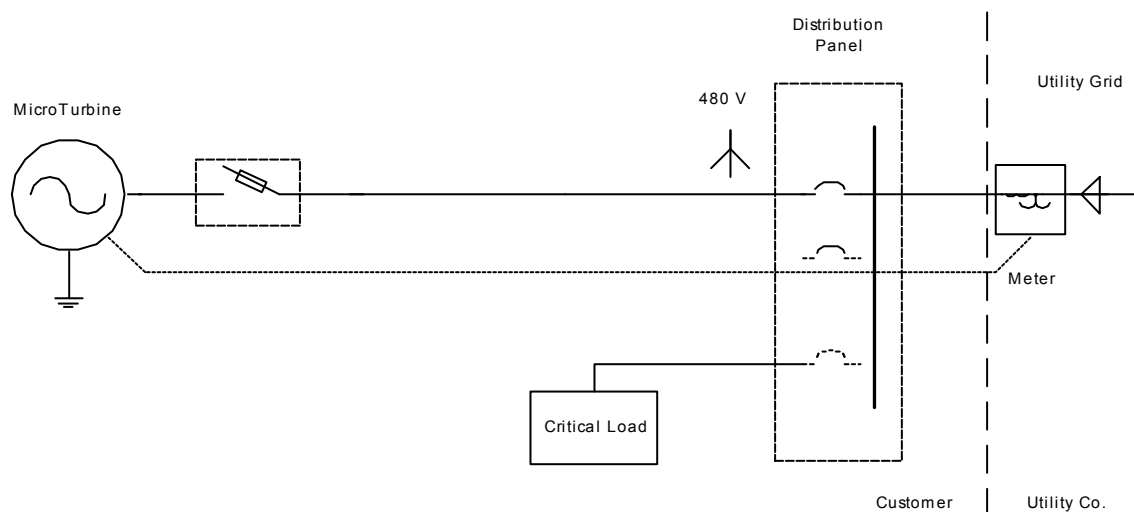 Distribution
Panel
Utility Grid
480 V
MicroTurbine
Meter
Critical Load
Customer
Utility Co.